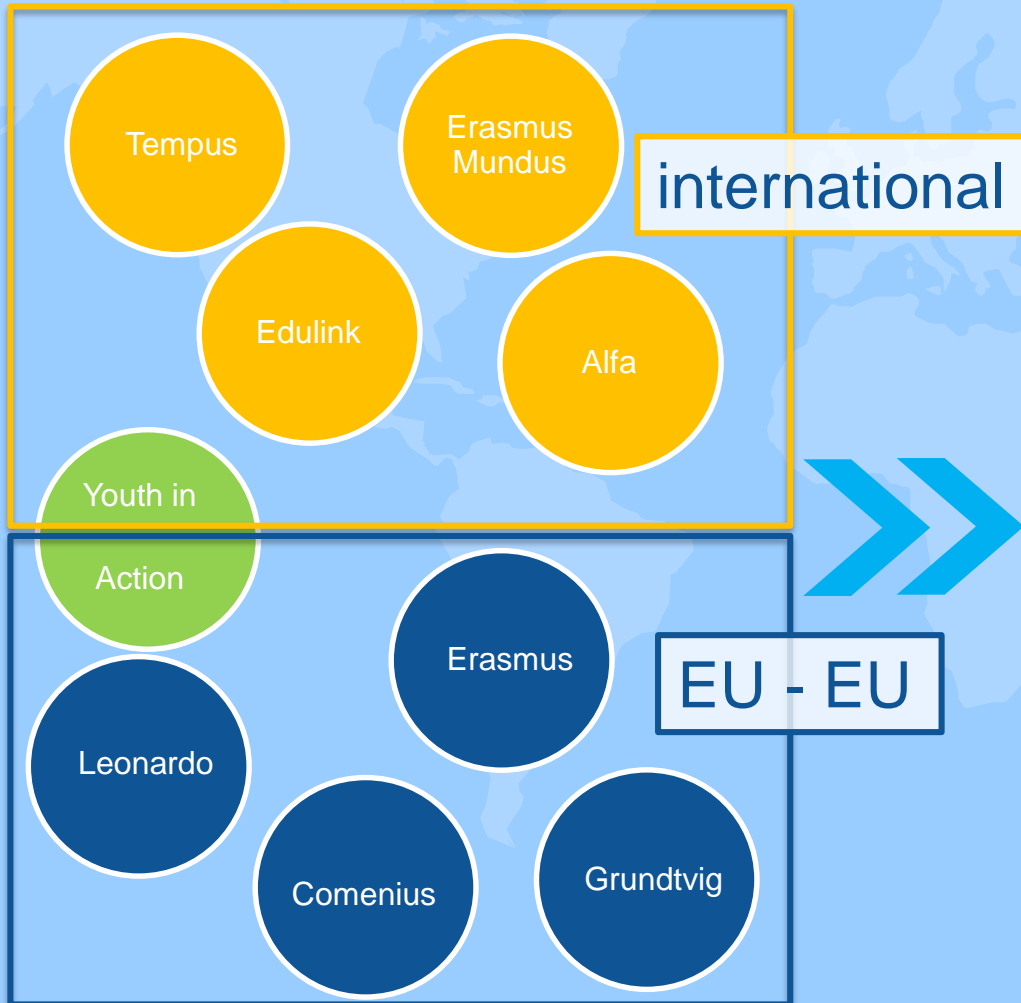 Tempus
Erasmus
Mundus
international
Edulink
Alfa
Youth in
Action
Erasmus
EU - EU
Leonardo
Comenius
Grundtvig